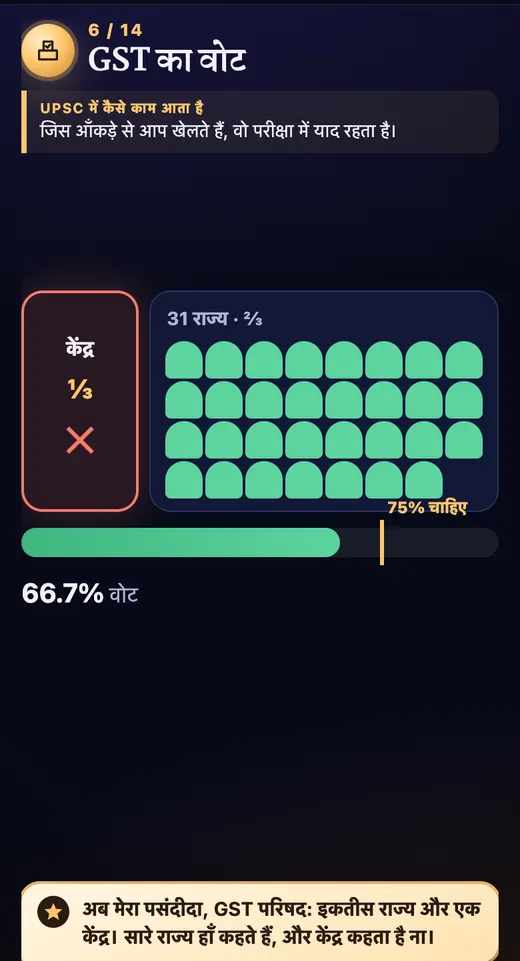 6 / 14
GST का वोट
UPSC में कैसे काम आता है
जिस आँकड़े से आप खेलते हैं, वो परीक्षा में याद रहता है।
केंद्र
⅓
31 राज्य · ⅔
75% चाहिए
66.7% वोट
अब मेरा पसंदीदा, GST परिषद: इकतीस राज्य और एक
केंद्र। सारे राज्य हाँ कहते हैं, और केंद्र कहता है ना।